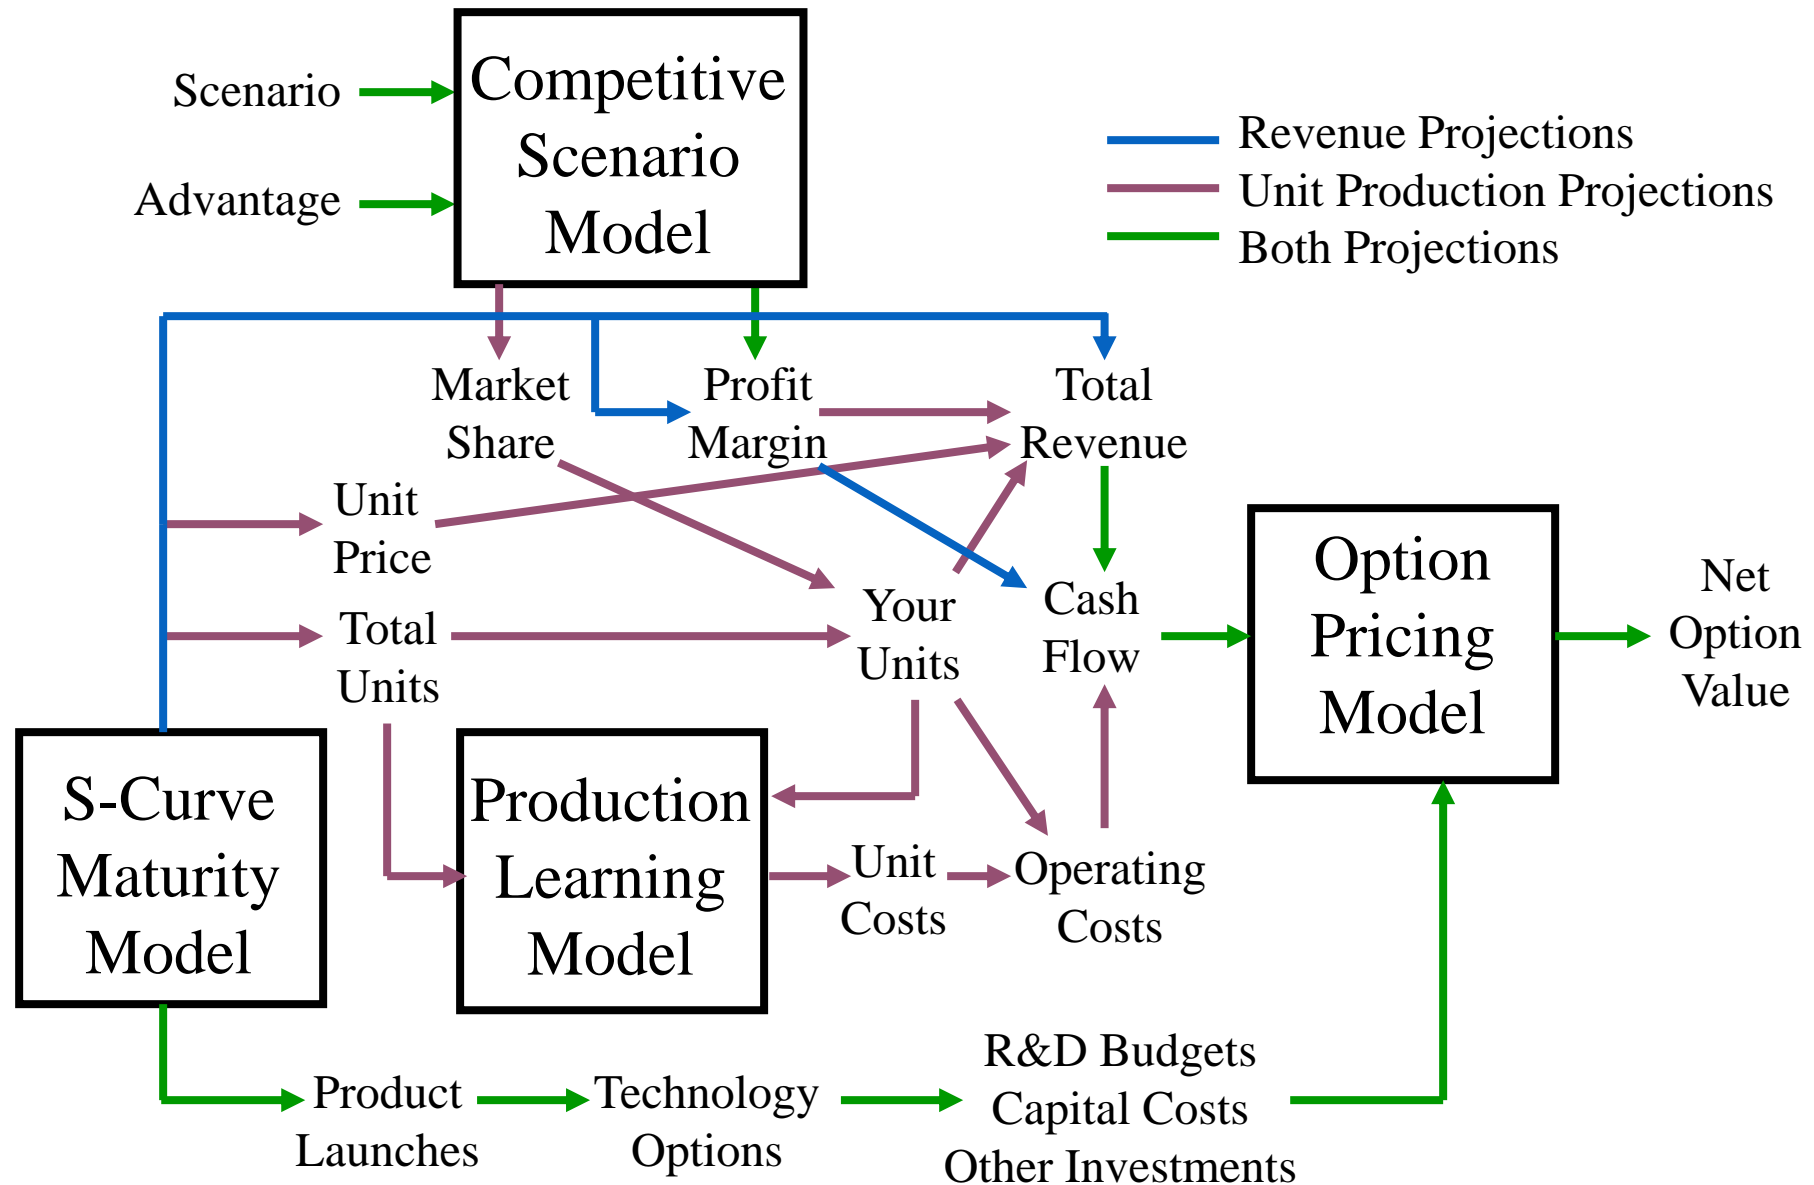 Scenario
Advantage
Competitive
Scenario
Model
Revenue Projections
Unit Production Projections
Both Projections
Market
Share
Profit
Margin
Total
Revenue
Unit
Price
Total
Units
Your
Units
Cash
Flow
Option
Pricing
Model
Net
Option
Value
S-Curve
Maturity
Model
Production
Learning
Model
Unit
Costs
Operating
Costs
Product
Launches
Technology
Options
R&D Budgets
Capital Costs
Other Investments